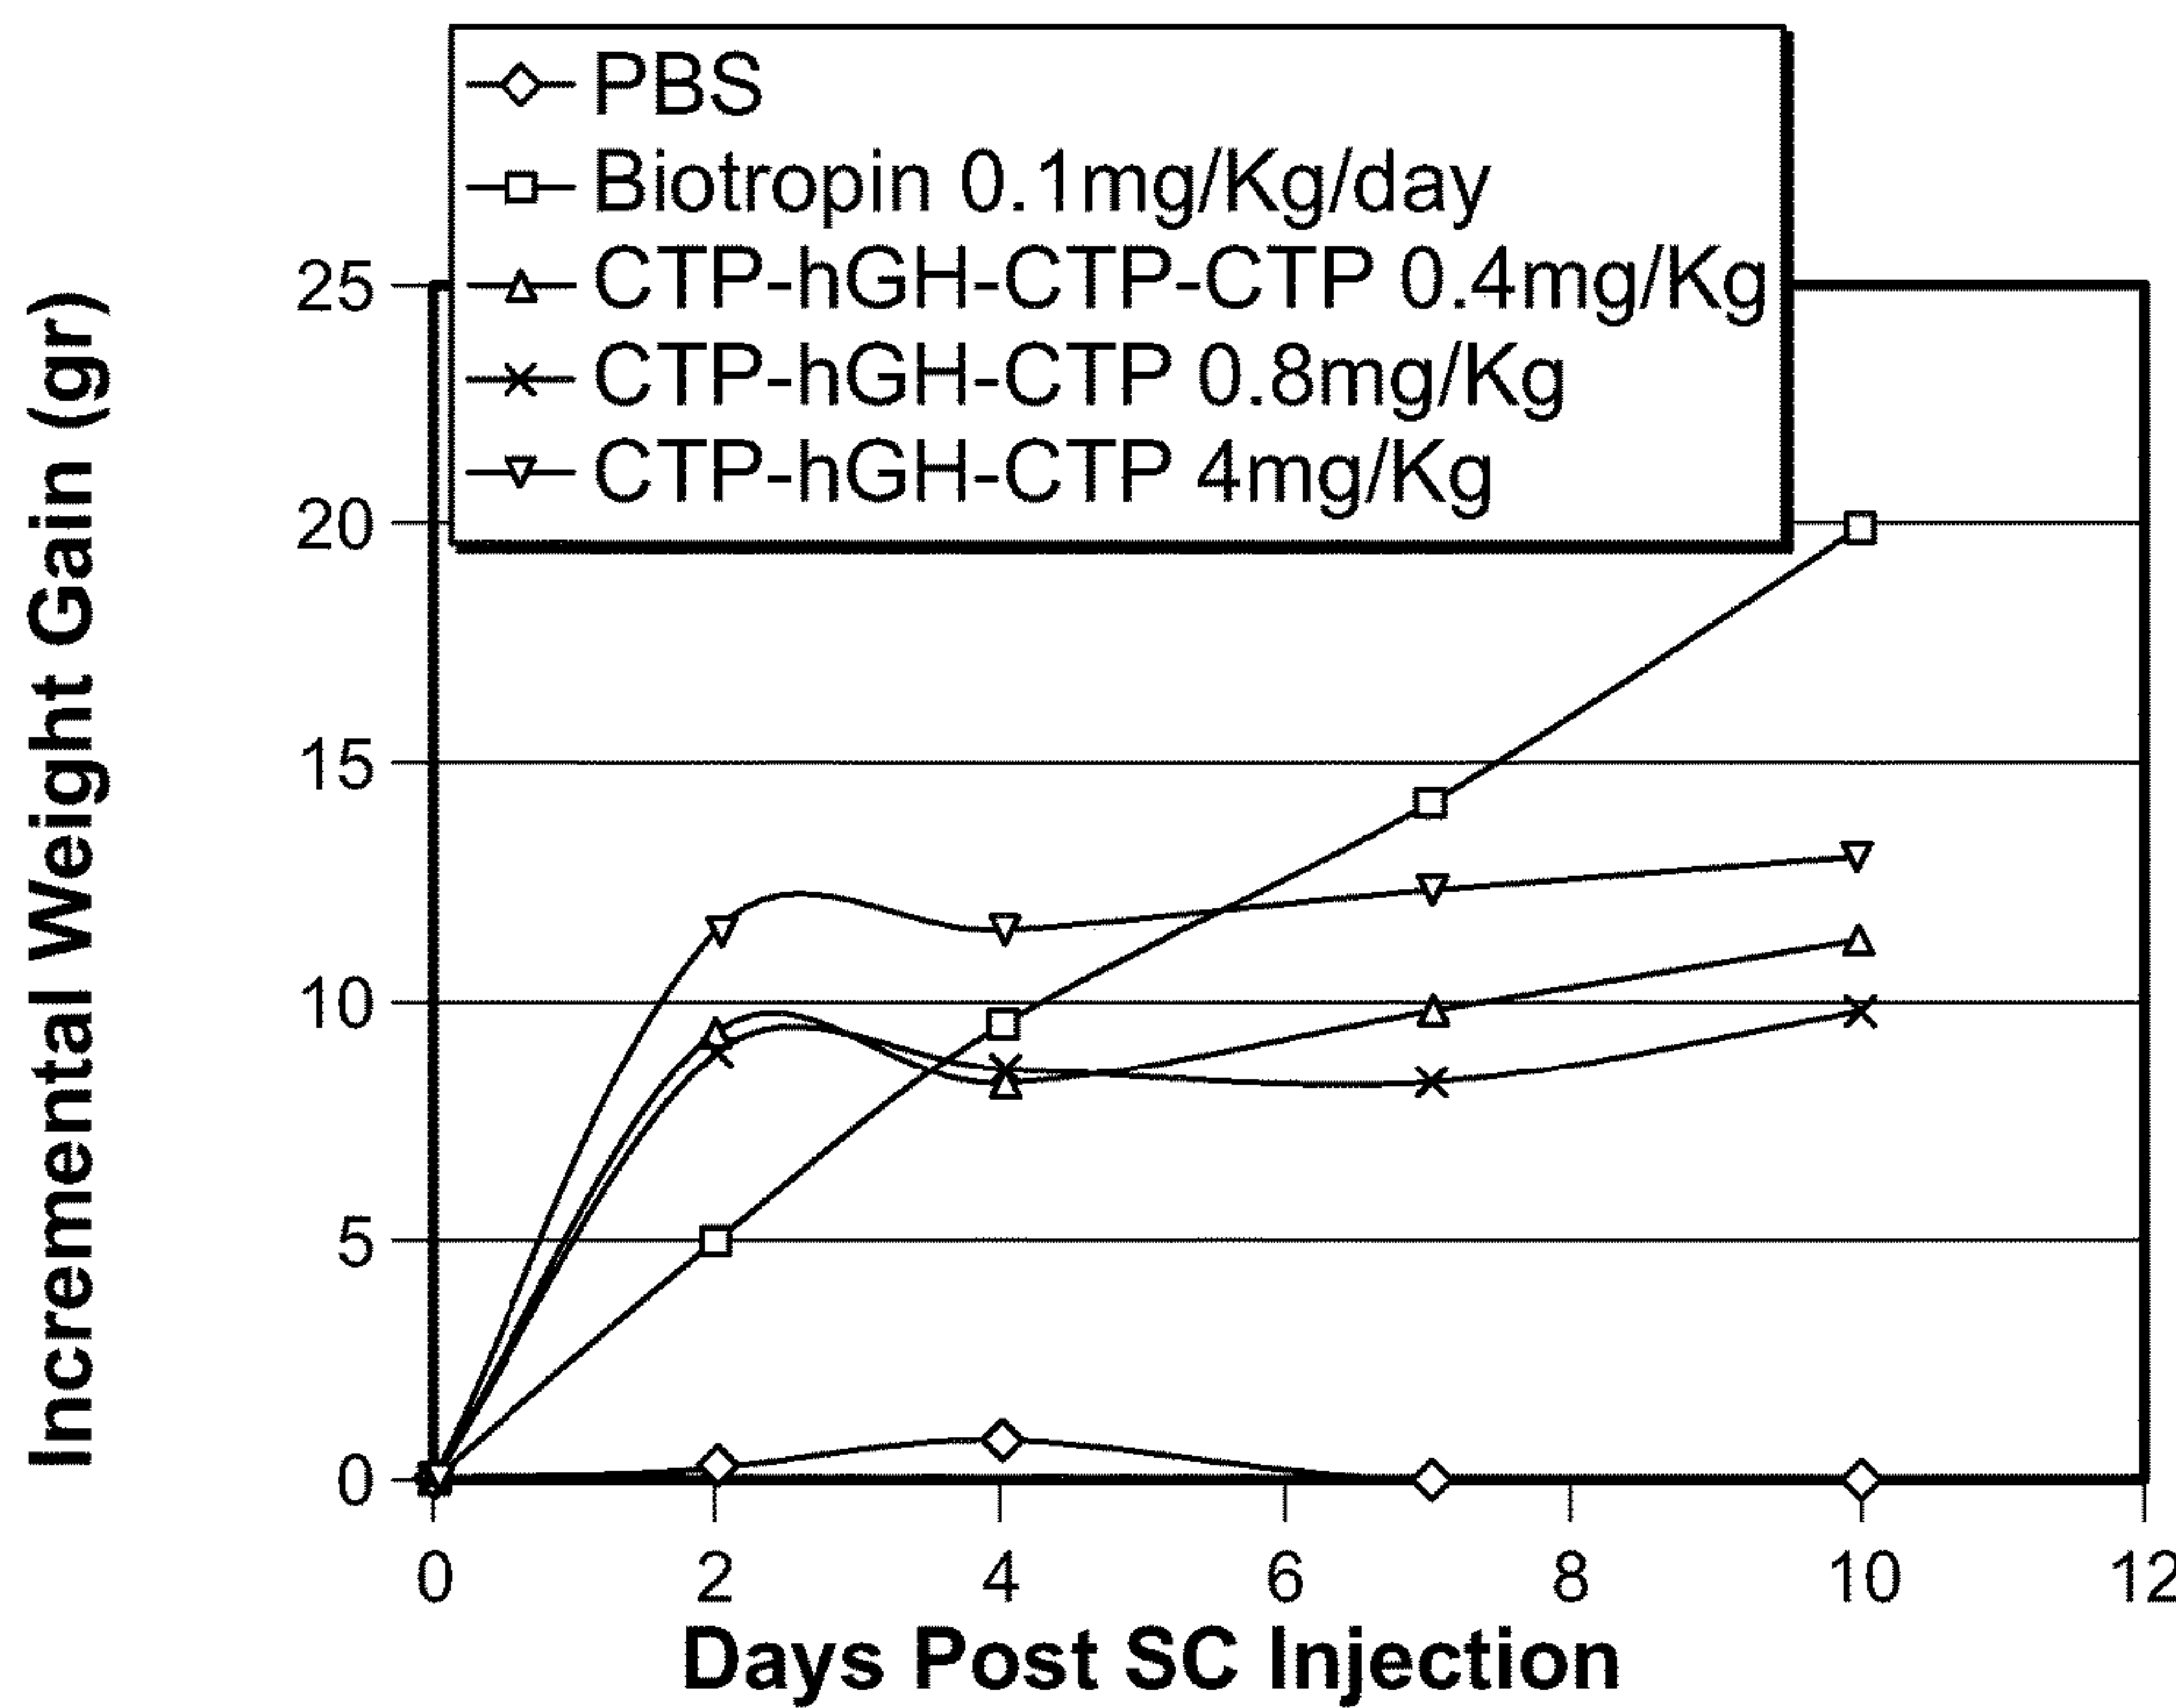 PBS
Biotropin 0.1mg/Kg/day
CTP-hGH-CTP-CTP 0.4mg/Kg
CTP-hGH-CTP 0.8mg/Kg
CTP-hGH-CTP 4mg/Kg
Incremental Weight Gain (gr)
25
20
15
10
5
0
0 2 4 6 8 10 12
Days Post SC Injection